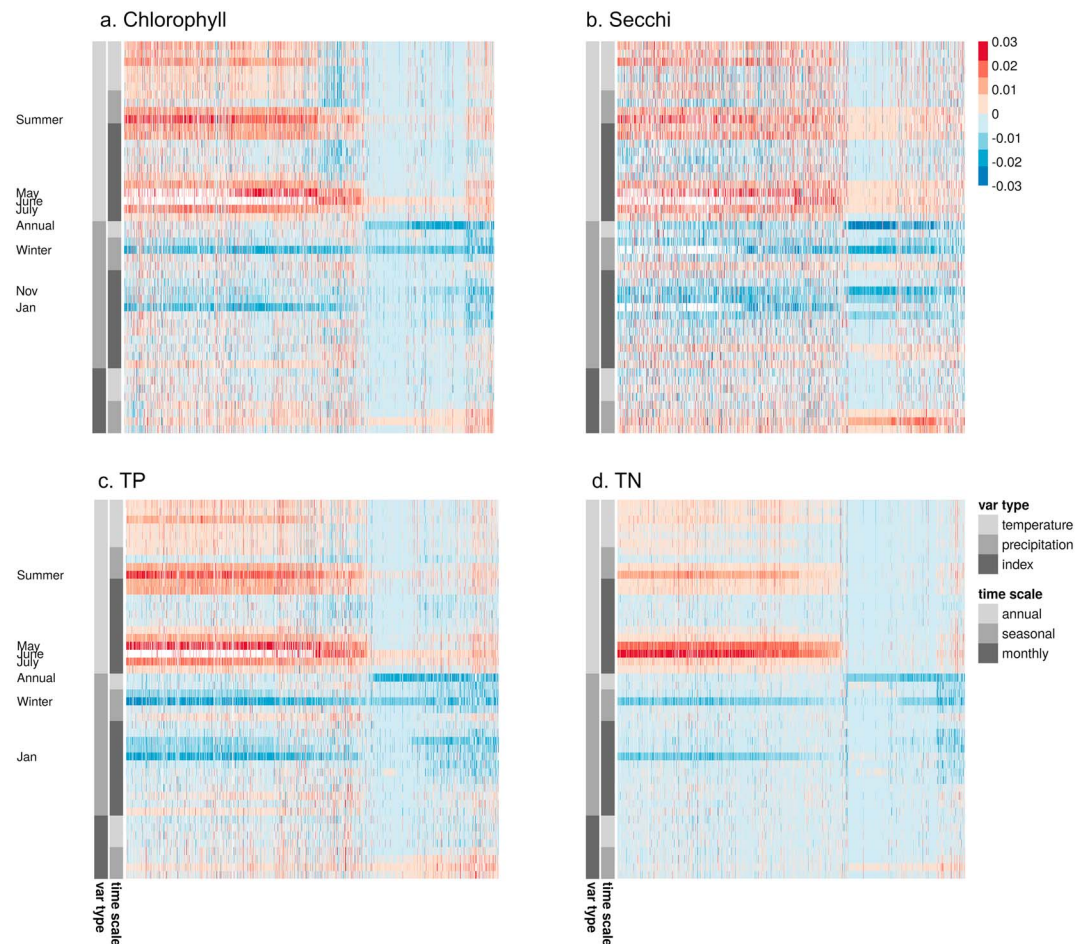 a. Chlorophyll
b. Secchi
0.03
0.02
0.01
0
-0.01
-0.02
-0.03
Summer
May
June
July
Annual
Winter
Nov
Jan
c. TP
d. TN
Summer
May
June
July
Annual
Winter
Jan
var type
temperature
precipitation
index
time scale
annual
seasonal
monthly
var type
time scale
var type
time scale